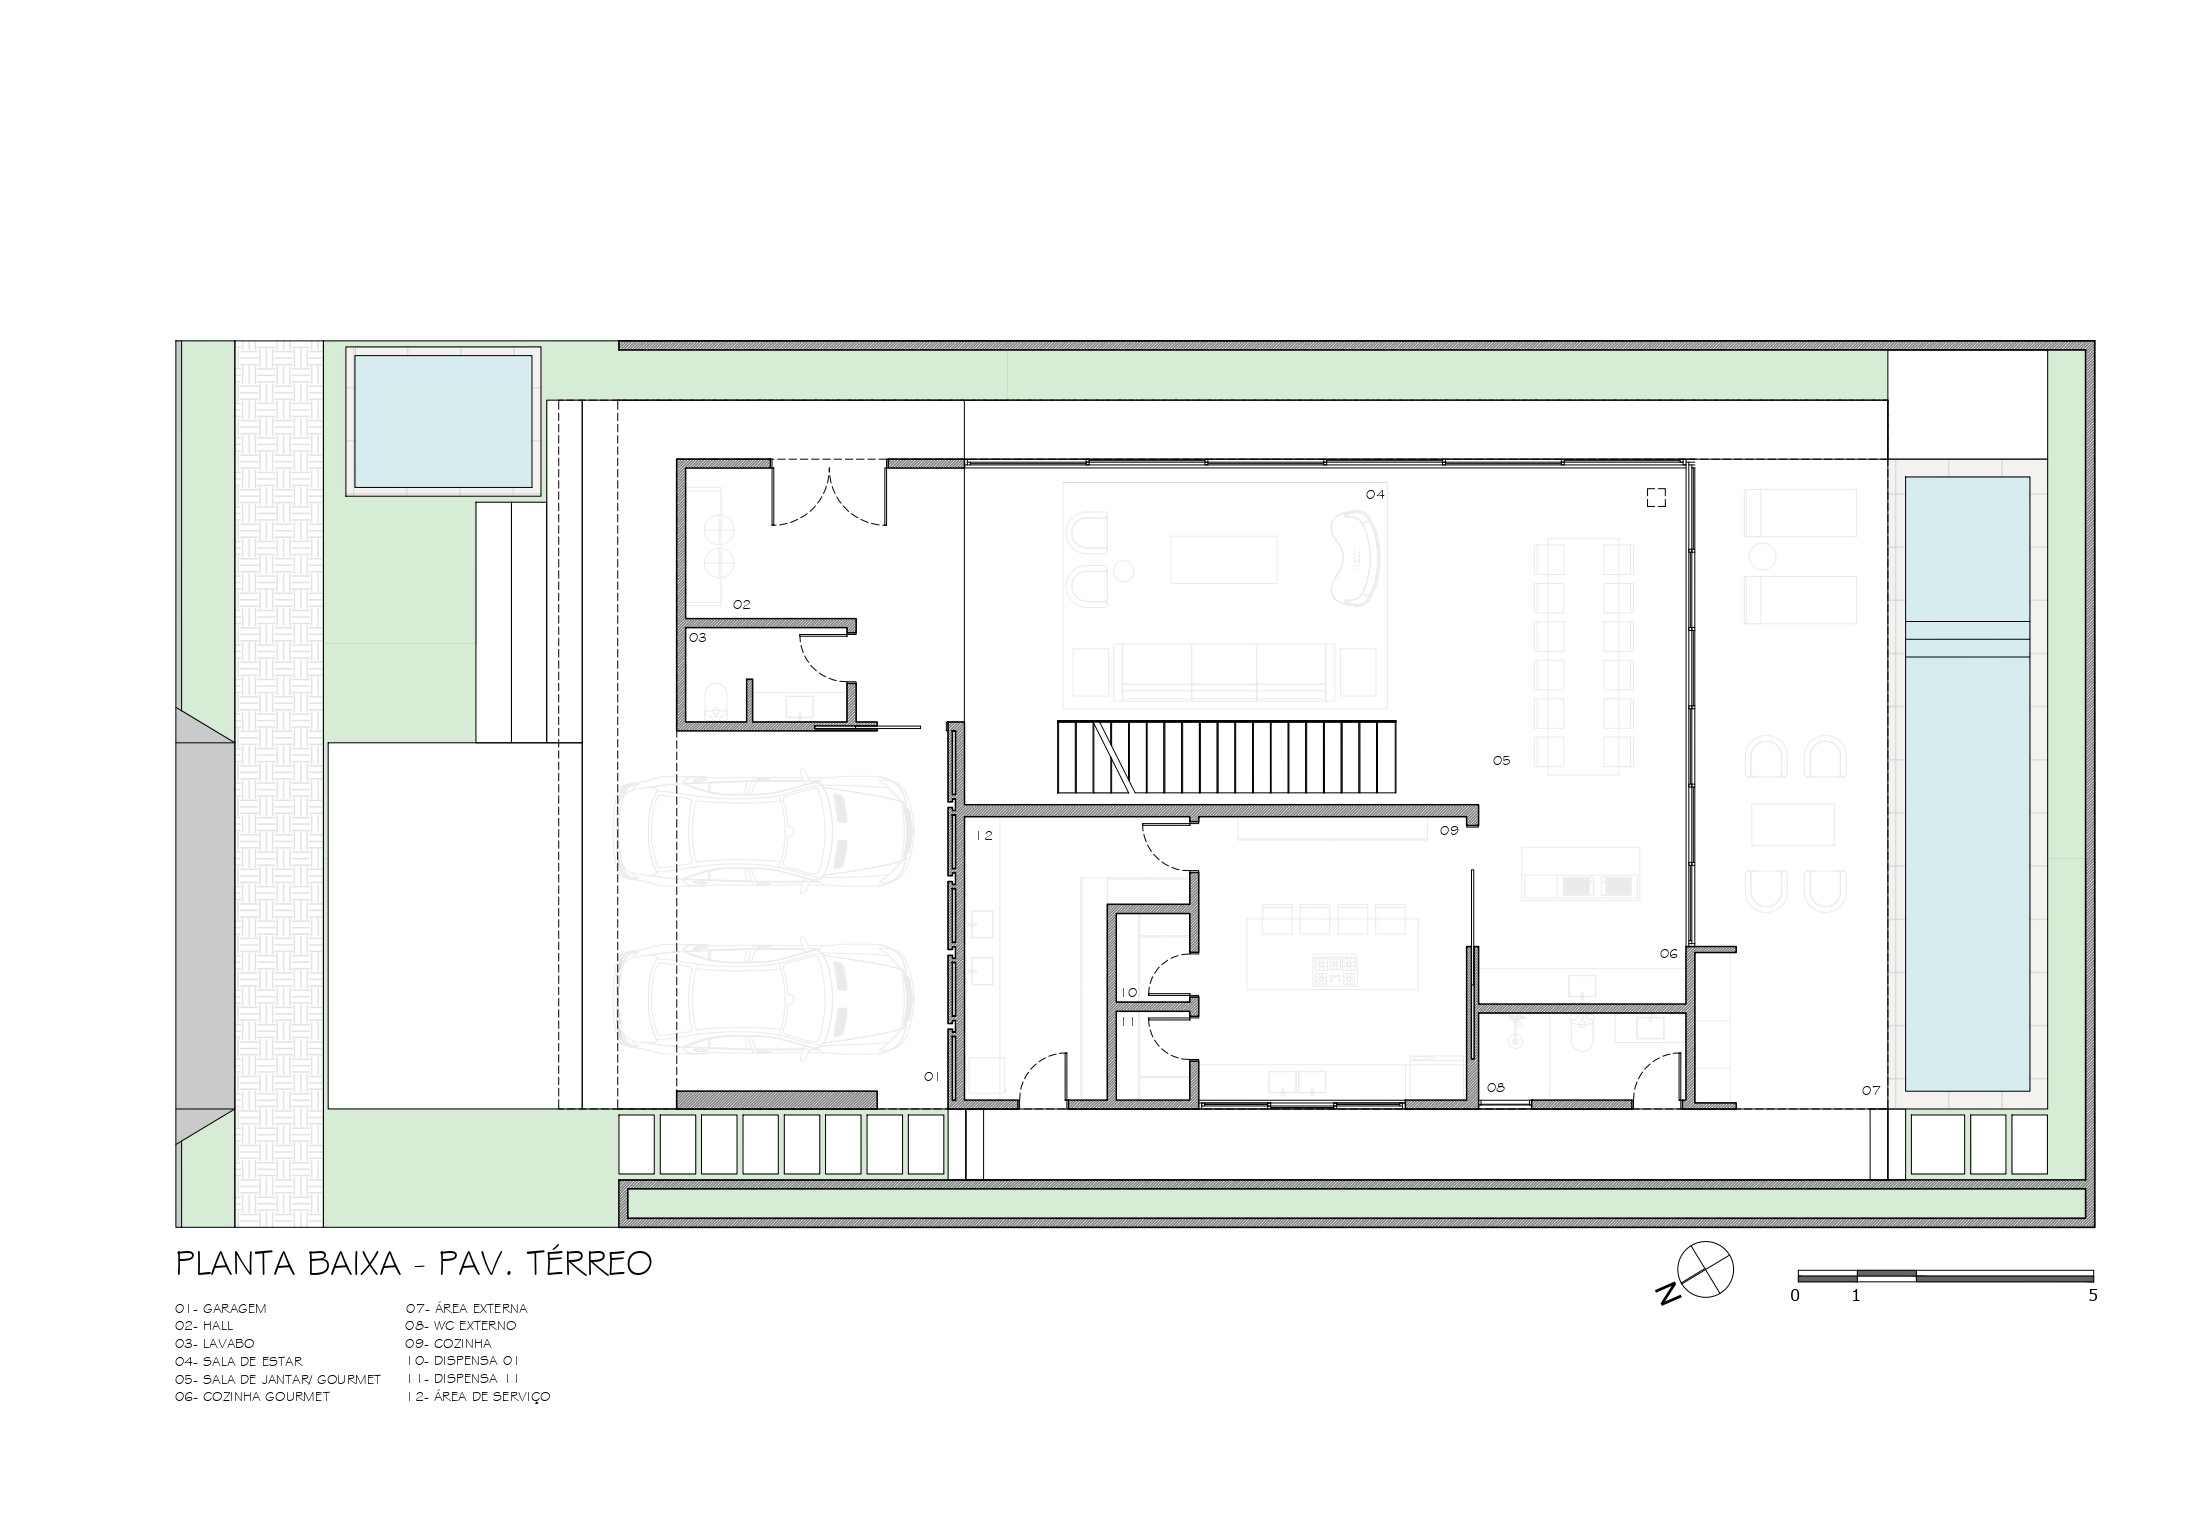 02
03
04
05
12
09
06
10
11
01
08
07
PLANTA BAIXA - PAV. TÉRREO
N
0 1 5
01- GARAGEM
02- HALL
03- LAVABO
04- SALA DE ESTAR
05- SALA DE JANTAR/ GOURMET
06- COZINHA GOURMET
07- ÁREA EXTERNA
08- WC EXTERNO
09- COZINHA
10- DISPENSA 01
11- DISPENSA 11
12- ÁREA DE SERVIÇO